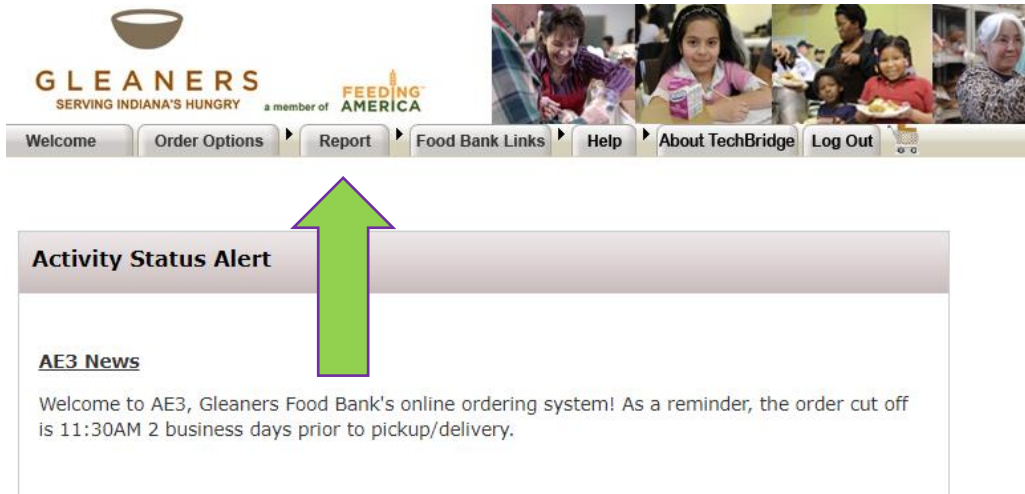 GLEANERS
SERVING INDIANA'S HUNGRY
a member of
FEEDING
AMERICA
Welcome Order Options Report Food Bank Links Help About TechBridge Log Out
Activity Status Alert
AE3 News
Welcome to AE3, Gleaners Food Bank's online ordering system! As a reminder, the order cut off
is 11:30AM 2 business days prior to pickup/delivery.